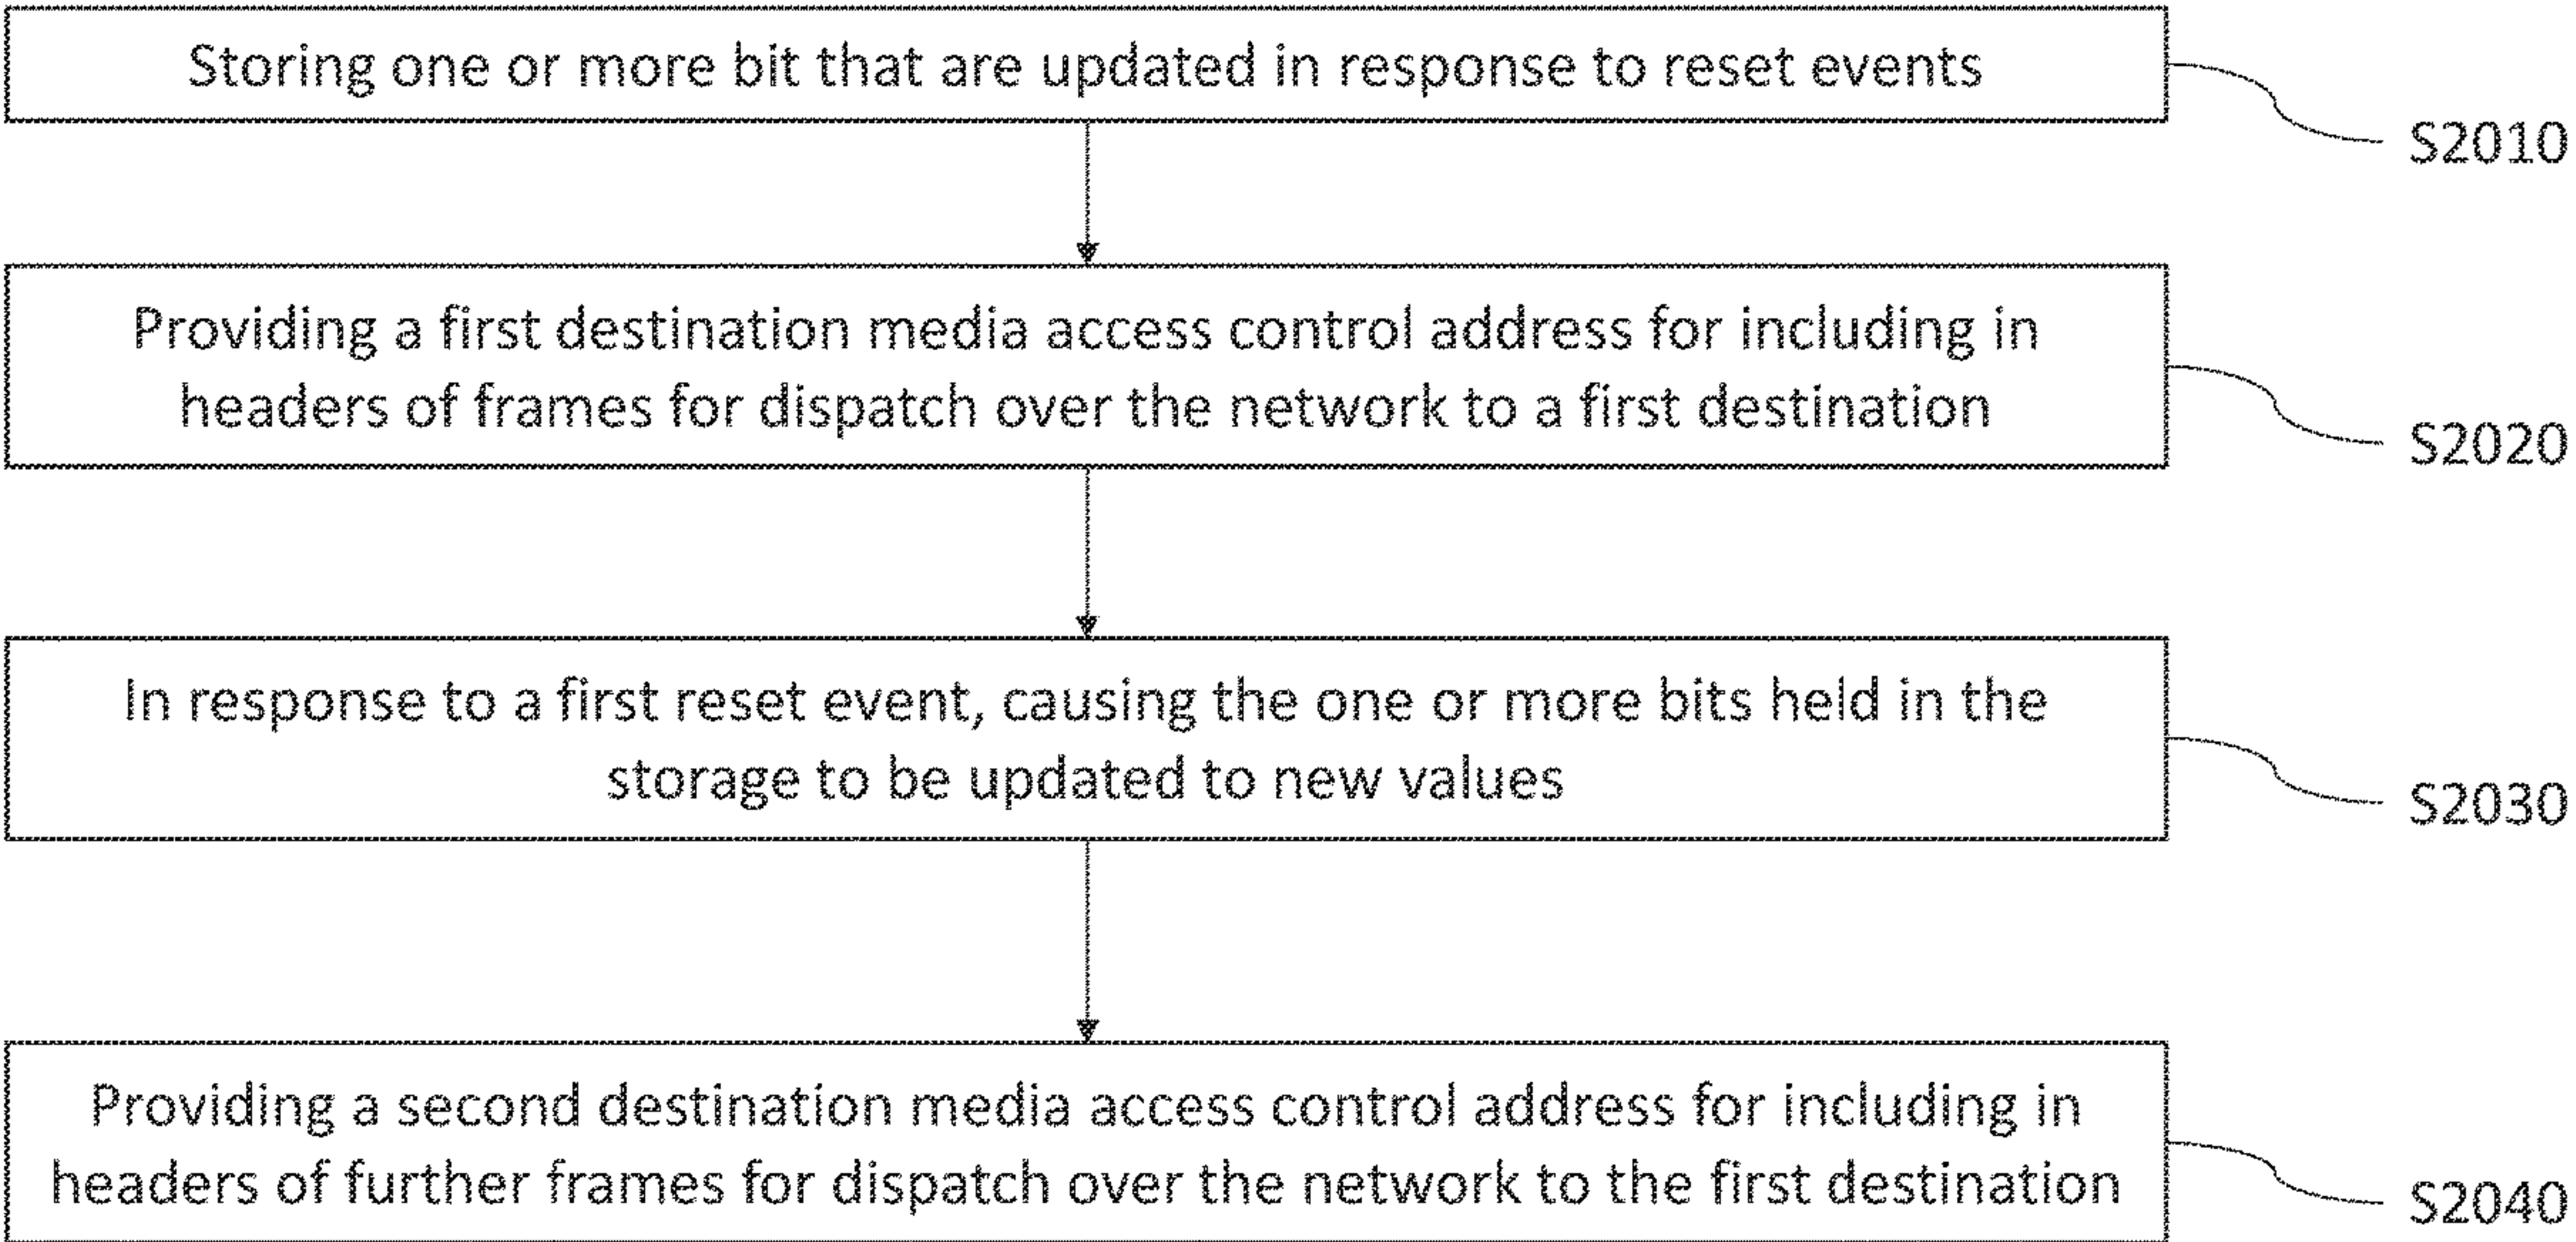 Storing one or more bit that are updated in response to reset events
S2010
Providing a first destination media access control address for including in
headers of frames for dispatch over the network to a first destination
S2020
In response to a first reset event, causing the one or more bits held in the
storage to be updated to new values
S2030
Providing a second destination media access control address for including in
headers of further frames for dispatch over the network to the first destination
S2040